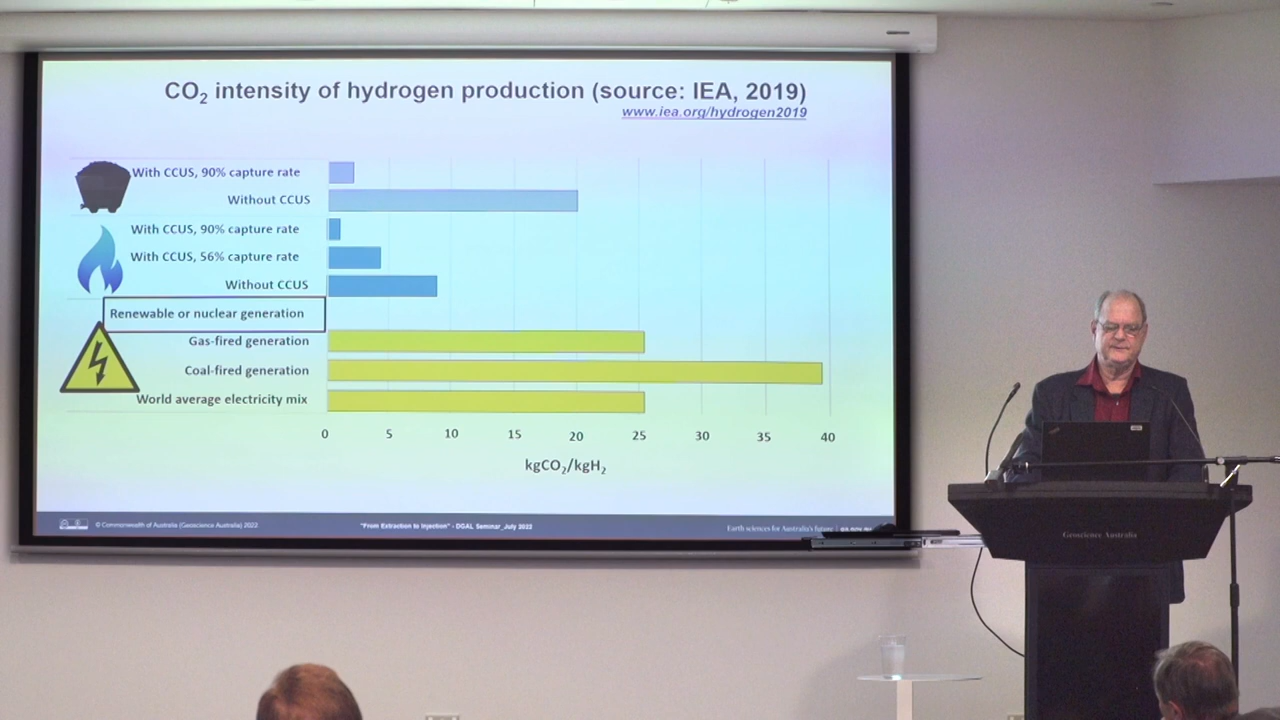 CO₂ intensity of hydrogen production (source: IEA, 2019)
www.iea.org/hydrogen2019
With CCUS, 90% capture rate
Without CCUS
With CCUS, 90% capture rate
With CCUS, 56% capture rate
Without CCUS
Renewable or nuclear generation
Gas-fired generation
Coal-fired generation
World average electricity mix
0 5 10 15 20 25 30 35 40
kgCO₂/kgH₂
© Commonwealth of Australia (Geoscience Australia) 2022 "From Extraction to Injection" - DGAL Seminar_July 2022 Earth sciences for Australia's future
Geoscience Australia